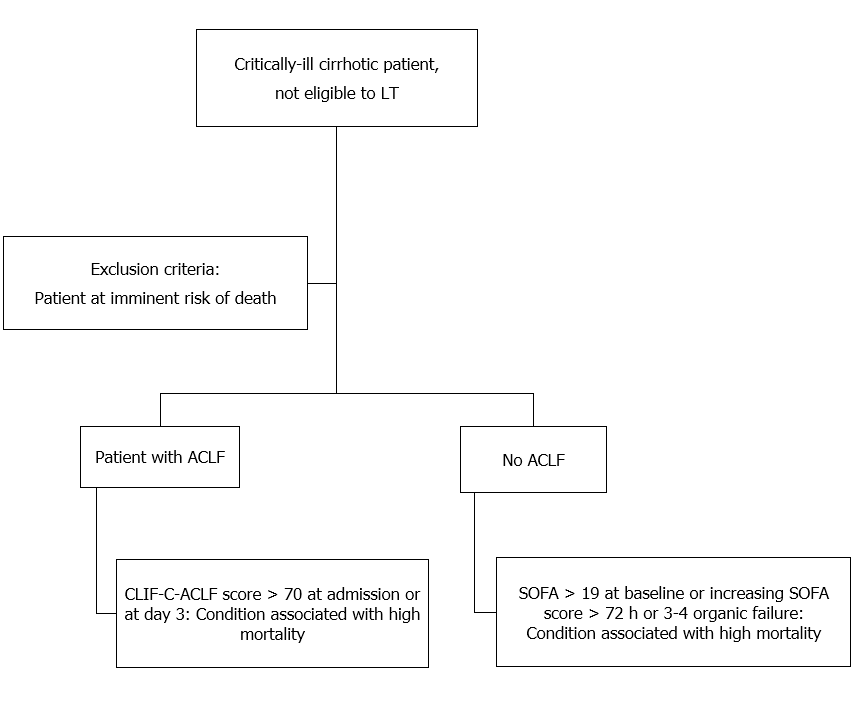 Critically-ill cirrhotic patient,
not eligible to LT
Exclusion criteria:
Patient at imminent risk of death
Patient with ACLF
No ACLF
CLIF-C-ACLF score > 70 at admission or
at day 3: Condition associated with high
mortality
SOFA > 19 at baseline or increasing SOFA
score > 72 h or 3-4 organic failure:
Condition associated with high mortality